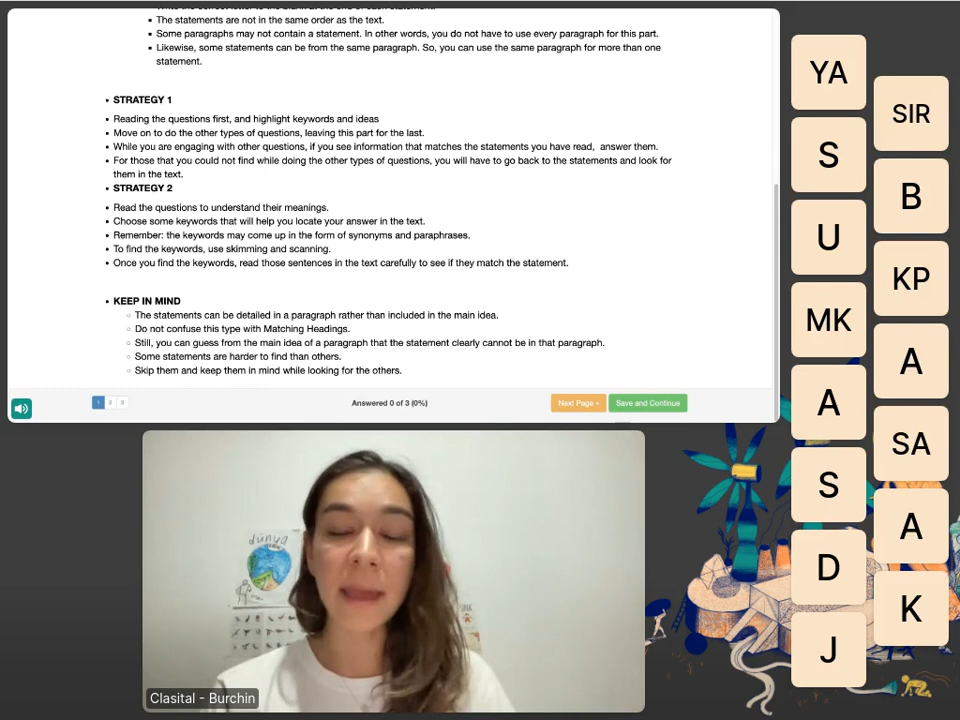 The statements are not in the same order as the text.
Some paragraphs may not contain a statement. In other words, you do not have to use every paragraph for this part.
Likewise, some statements can be from the same paragraph. So, you can use the same paragraph for more than one
statement.
STRATEGY 1
Reading the questions first, and highlight keywords and ideas
Move on to do the other types of questions, leaving this part for the last.
While you are engaging with other questions, if you see information that matches the statements you have read, answer them.
For those that you could not find while doing the other types of questions, you will have to go back to the statements and look for
them in the text.
STRATEGY 2
Read the questions to understand their meanings.
Choose some keywords that will help you locate your answer in the text.
Remember: the keywords may come up in the form of synonyms and paraphrases.
To find the keywords, use skimming and scanning.
Once you find the keywords, read those sentences in the text carefully to see if they match the statement.
KEEP IN MIND
The statements can be detailed in a paragraph rather than included in the main idea.
Do not confuse this type with Matching Headings.
Still, you can guess from the main idea of a paragraph that the statement clearly cannot be in that paragraph.
Some statements are harder to find than others.
Skip them and keep them in mind while looking for the others.
1 2 3
Answered 0 of 3 (0%)
Next Page
Save and Continue
dünya
Clasital - Burchin
YA
S
U
MK
A
S
D
J
SIR
B
KP
A
SA
A
K